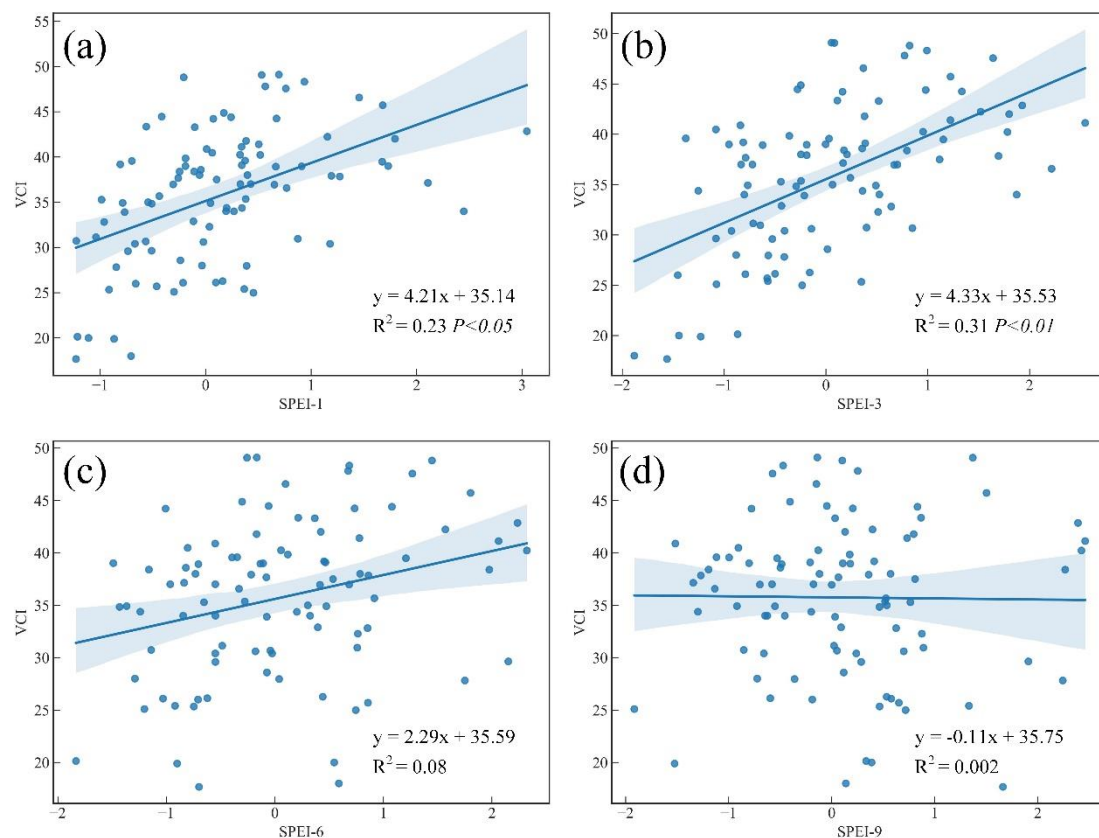 (a)
VCI
55
50
45
40
35
30
25
20
y = 4.21x + 35.14
R² = 0.23 P<0.05
−1 0 1 2 3
SPEI-1
(b)
VCI
50
45
40
35
30
25
20
y = 4.33x + 35.53
R² = 0.31 P<0.01
−2 −1 0 1 2
SPEI-3
(c)
VCI
50
45
40
35
30
25
20
y = 2.29x + 35.59
R² = 0.08
−2 −1 0 1 2
SPEI-6
(d)
VCI
50
45
40
35
30
25
20
y = -0.11x + 35.75
R² = 0.002
−2 −1 0 1 2
SPEI-9